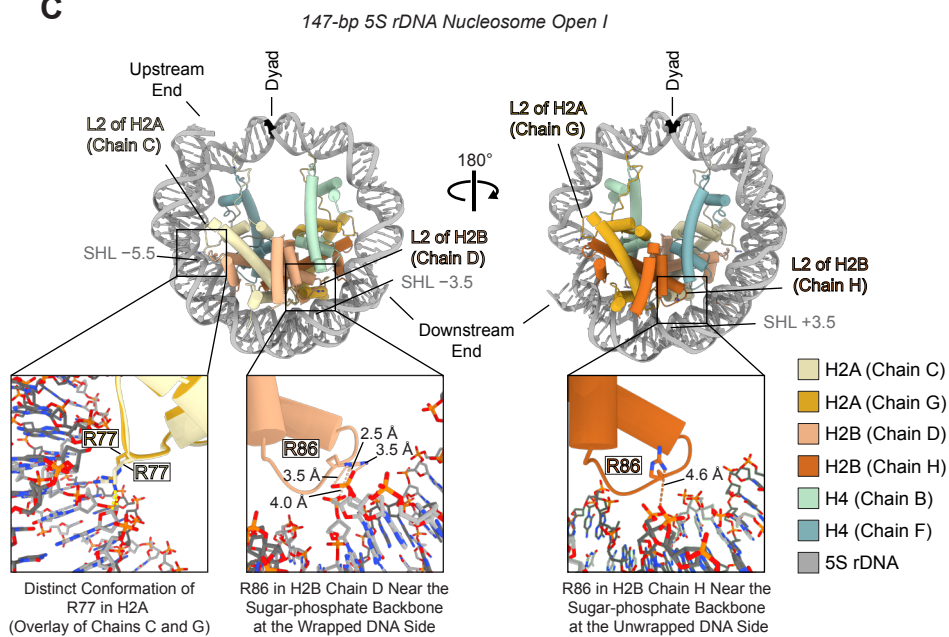 C
147-bp 5S rDNA Nucleosome Open I
Upstream
End
Dyad
L2 of H2A
(Chain C)
SHL −5.5
L2 of H2B
(Chain D)
SHL −3.5
180°
Downstream
End
Dyad
L2 of H2A
(Chain G)
L2 of H2B
(Chain H)
SHL +3.5
R77
R77
R86
2.5 Å
3.5 Å
3.5 Å
4.0 Å
R86
4.6 Å
Distinct Conformation of
R77 in H2A
(Overlay of Chains C and G)
R86 in H2B Chain D Near the
Sugar-phosphate Backbone
at the Wrapped DNA Side
R86 in H2B Chain H Near the
Sugar-phosphate Backbone
at the Unwrapped DNA Side
H2A (Chain C)
H2A (Chain G)
H2B (Chain D)
H2B (Chain H)
H4 (Chain B)
H4 (Chain F)
5S rDNA